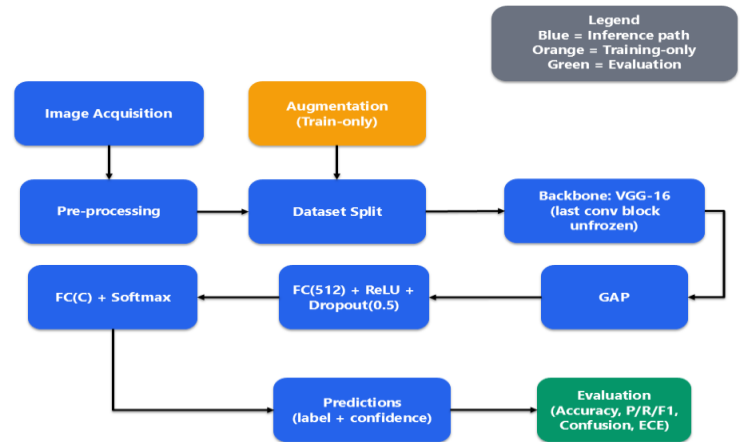 Legend
Blue = Inference path
Orange = Training-only
Green = Evaluation
Image Acquisition
Augmentation
(Train-only)
Pre-processing
Dataset Split
Backbone: VGG-16
(last conv block
unfrozen)
FC(C) + Softmax
FC(512) + ReLU +
Dropout(0.5)
GAP
Predictions
(label + confidence)
Evaluation
(Accuracy, P/R/F1,
Confusion, ECE)